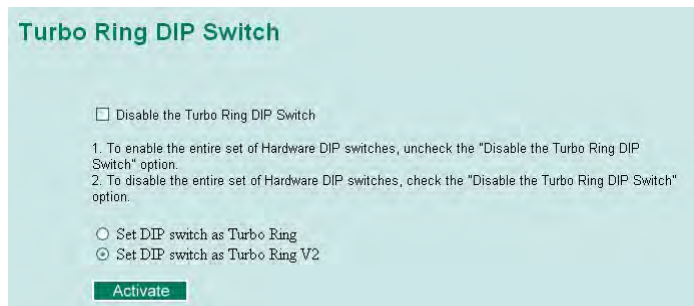 Turbo Ring DIP Switch
Disable the Turbo Ring DIP Switch
1. To enable the entire set of Hardware DIP switches, uncheck the "Disable the Turbo Ring DIP
Switch" option.
2. To disable the entire set of Hardware DIP switches, check the "Disable the Turbo Ring DIP Switch"
option.
Set DIP switch as Turbo Ring
Set DIP switch as Turbo Ring V2
Activate